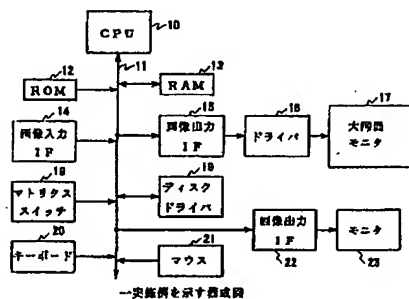 10
CPU
11
12
ROM
13
RAM
14
画像入力
IF
15
画像出力
IF
16
ドライバ
17
大画面
モニタ
18
マトリクス
スイッチ
19
ディスク
ドライバ
20
キーボード
21
マウス
画像出力
IF
22
モニタ
23
一実施例を示す構成図